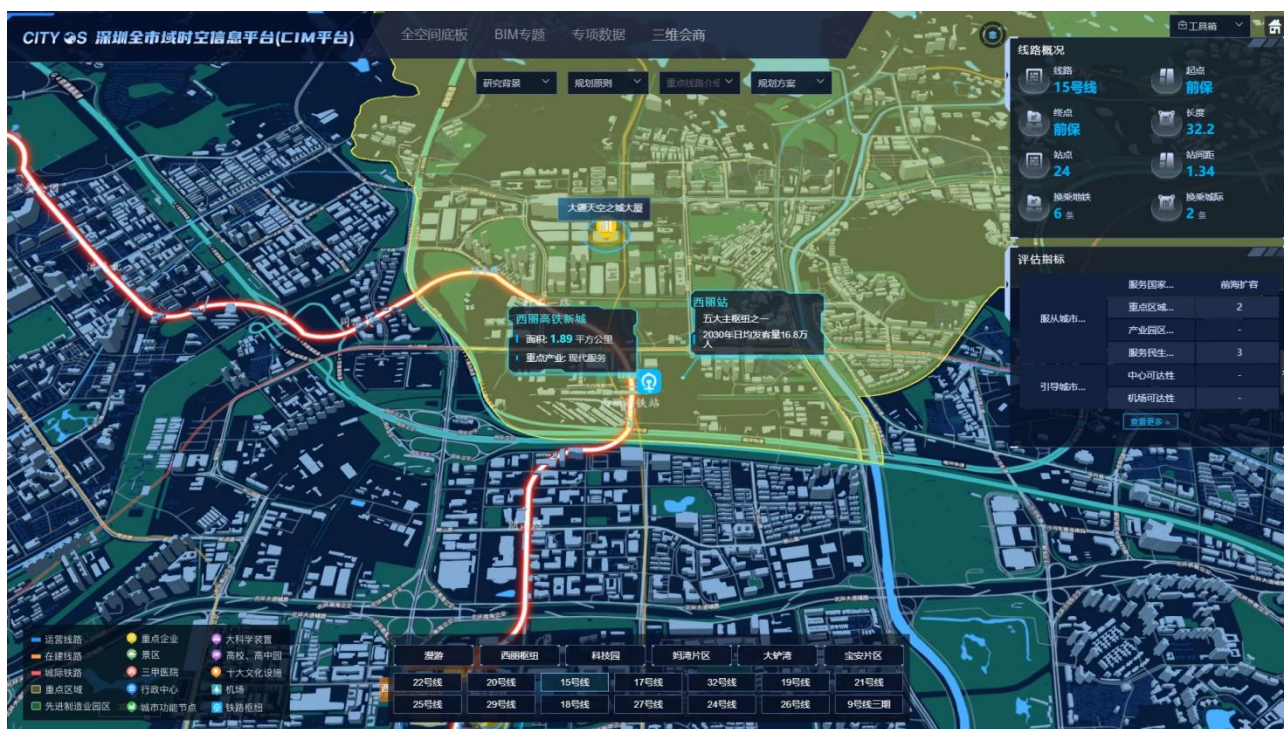 CITY OS 深圳全市域时空信息平台(CIM平台)
全空间底板 BIM专题 专项数据 三维会商
工具箱
研究背景 规划原则 重点线路介绍 规划方案
线路概况
线路 起点
15号线 前保
终点 长度
前保 32.2
站点 站间距
24 1.34
换乘地铁 换乘城际
6 条 2 条
大疆天空之城大厦
西丽高铁新城
面积: 1.89 平方公里
重点产业: 现代服务
西丽站
五大主枢纽之一
2030年日均发客量16.8万
人
评估指标
服从城市... 服务国家... 前海扩容
重点区域... 2
产业园区... -
服务民生... 3
引导城市... 中心可达性 -
机场可达性 -
查看更多 >
运营线路 重点企业 大科学装置
在建线路 景区 高校、高中园
城际铁路 三甲医院 十大文化设施
重点区域 行政中心 机场
先进制造业园区 城市功能节点 铁路枢纽
漫游 西丽枢纽 科技园 妈湾片区 大铲湾 宝安片区
22号线 20号线 15号线 17号线 32号线 19号线 21号线
25号线 29号线 18号线 27号线 24号线 26号线 9号线三期